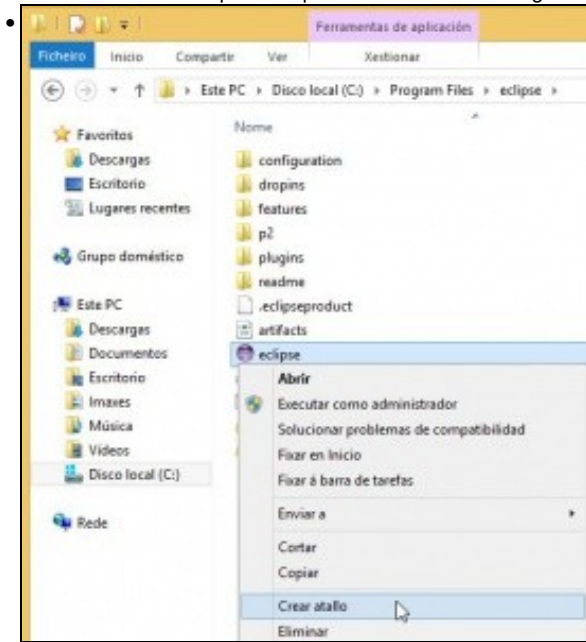 Ferramentas de aplicación
Ficheiro Inicio Compartir Ver Xestionar
Este PC Disco local (C:) Program Files eclipse
Nome
Favoritos
Descargas
Escritorio
Lugares recentes
Grupo doméstico
Este PC
Descargas
Documentos
Escritorio
Imaxes
Música
Vídeos
Disco local (C:)
Rede
configuration
dropins
features
p2
plugins
readme
.eclipseproduct
artifacts
eclipse
Abrir
Executar como administrador
Solucionar problemas de compatibilidad
Fixar en Inicio
Fixar á barra de tarefas
Enviar a
Cortar
Copiar
Crear atallo
Eliminar